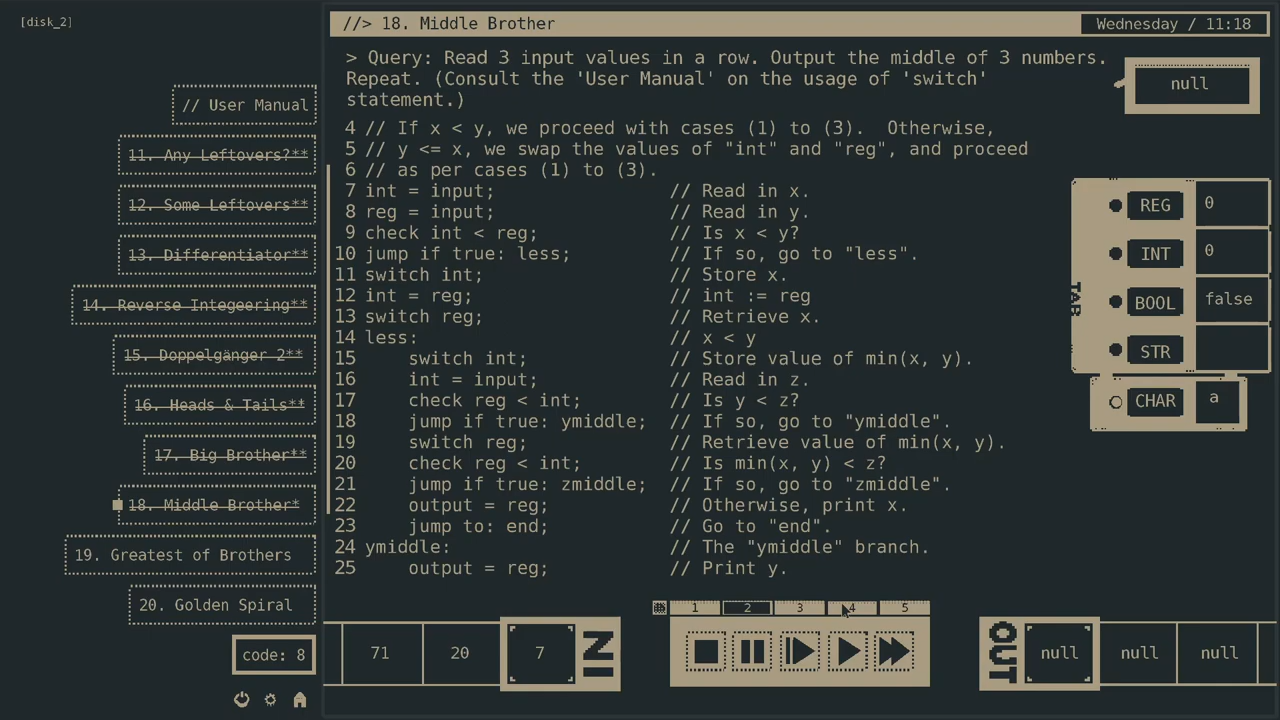 [disk_2]
// User Manual
11. Any Leftovers?**
12. Some Leftovers**
13. Differentiator**
14. Reverse Integeering**
15. Doppelgänger 2**
16. Heads & Tails**
17. Big Brother**
18. Middle Brother*
19. Greatest of Brothers
20. Golden Spiral
code: 8
//> 18. Middle Brother
Wednesday / 11:18
> Query: Read 3 input values in a row. Output the middle of 3 numbers.
Repeat. (Consult the 'User Manual' on the usage of 'switch'
statement.)
null
4 // If x < y, we proceed with cases (1) to (3).  Otherwise,
5 // y <= x, we swap the values of "int" and "reg", and proceed
6 // as per cases (1) to (3).
7 int = input; // Read in x.
8 reg = input; // Read in y.
9 check int < reg; // Is x < y?
10 jump if true: less; // If so, go to "less".
11 switch int; // Store x.
12 int = reg; // int := reg
13 switch reg; // Retrieve x.
14 less: // x < y
15 switch int; // Store value of min(x, y).
16 int = input; // Read in z.
17 check reg < int; // Is y < z?
18 jump if true: ymiddle; // If so, go to "ymiddle".
19 switch reg; // Retrieve value of min(x, y).
20 check reg < int; // Is min(x, y) < z?
21 jump if true: zmiddle; // If so, go to "zmiddle".
22 output = reg; // Otherwise, print x.
23 jump to: end; // Go to "end".
24 ymiddle: // The "ymiddle" branch.
25 output = reg; // Print y.
TAB
REG 0
INT 0
BOOL false
STR
CHAR a
1 2 3 4 5
71 20 7 IN
OUT null null null